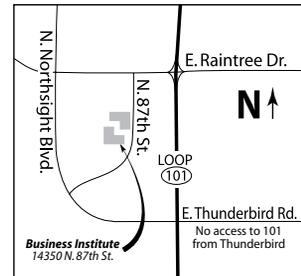 E. Raintree Dr.
N. Northsight Blvd.
N. 87th St.
N
LOOP
101
E. Thunderbird Rd.
No access to 101
from Thunderbird
Business Institute
14350 N. 87th St.